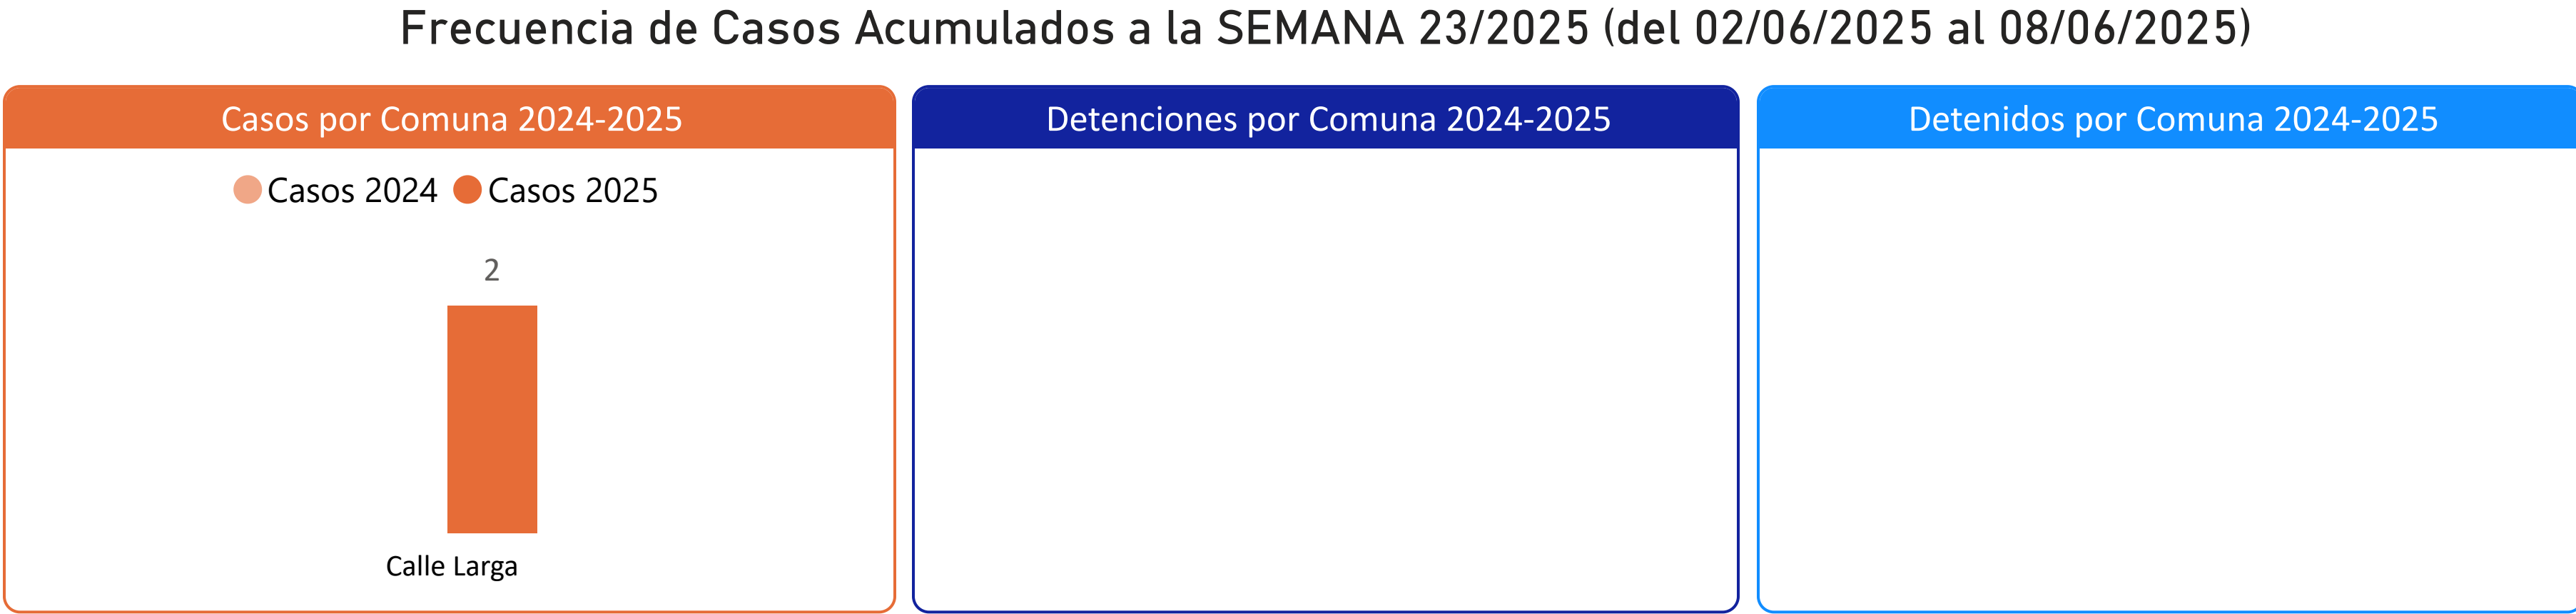 Frecuencia de Casos Acumulados a la SEMANA 23/2025 (del 02/06/2025 al 08/06/2025)
Casos por Comuna 2024-2025
Casos 2024 Casos 2025
2
Calle Larga
Detenciones por Comuna 2024-2025
Detenidos por Comuna 2024-2025